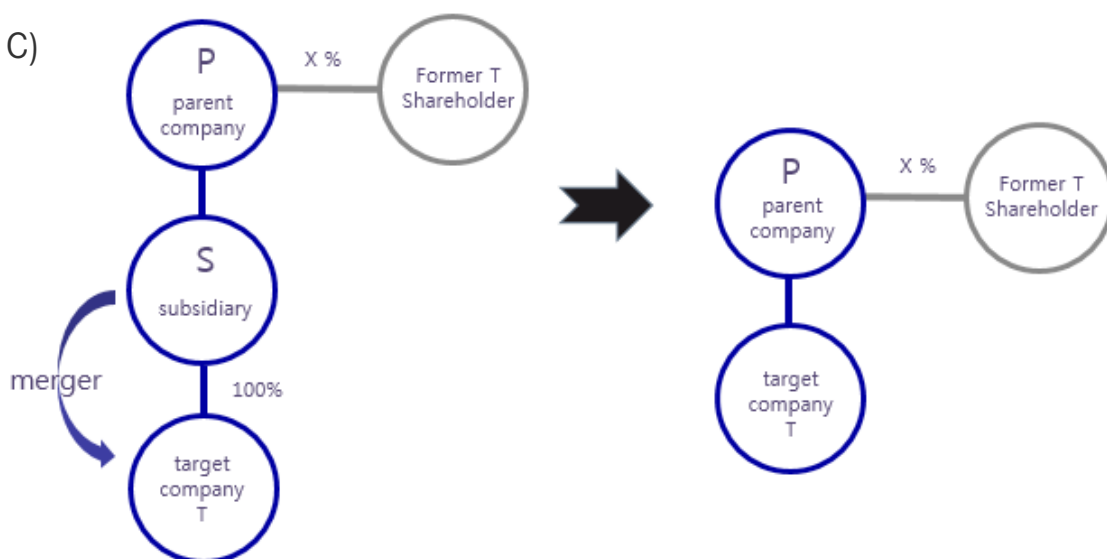 C)
P
parent
company
X %
Former T
Shareholder
S
subsidiary
merger
100%
target
company
T
P
parent
company
X %
Former T
Shareholder
target
company
T